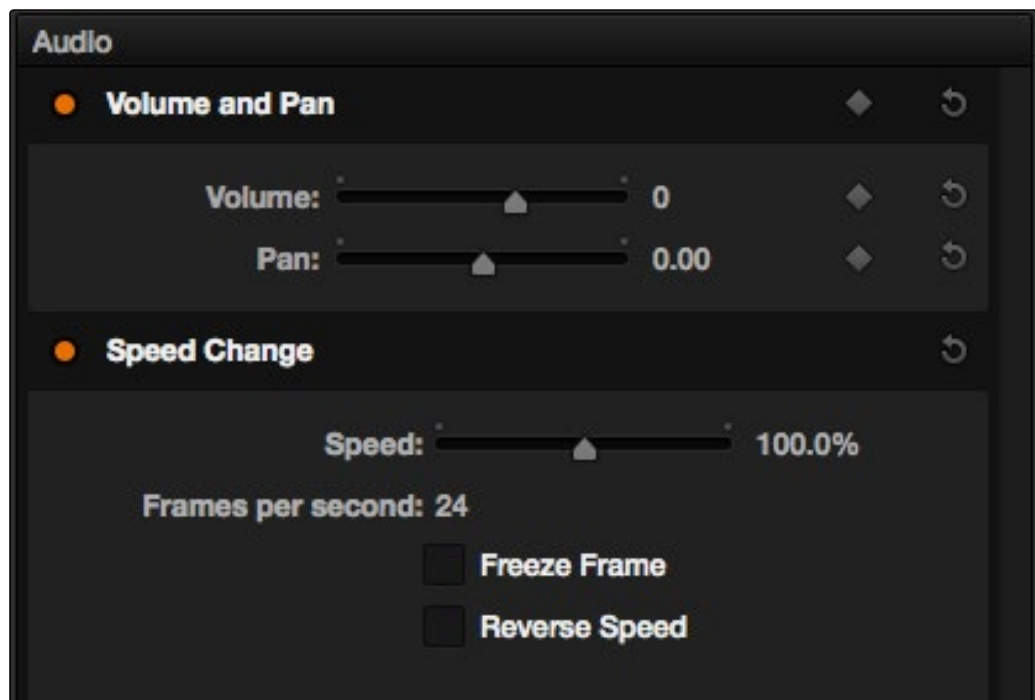 Audio
Volume and Pan
Volume: 0
Pan: 0.00
Speed Change
Speed: 100.0%
Frames per second: 24
Freeze Frame
Reverse Speed